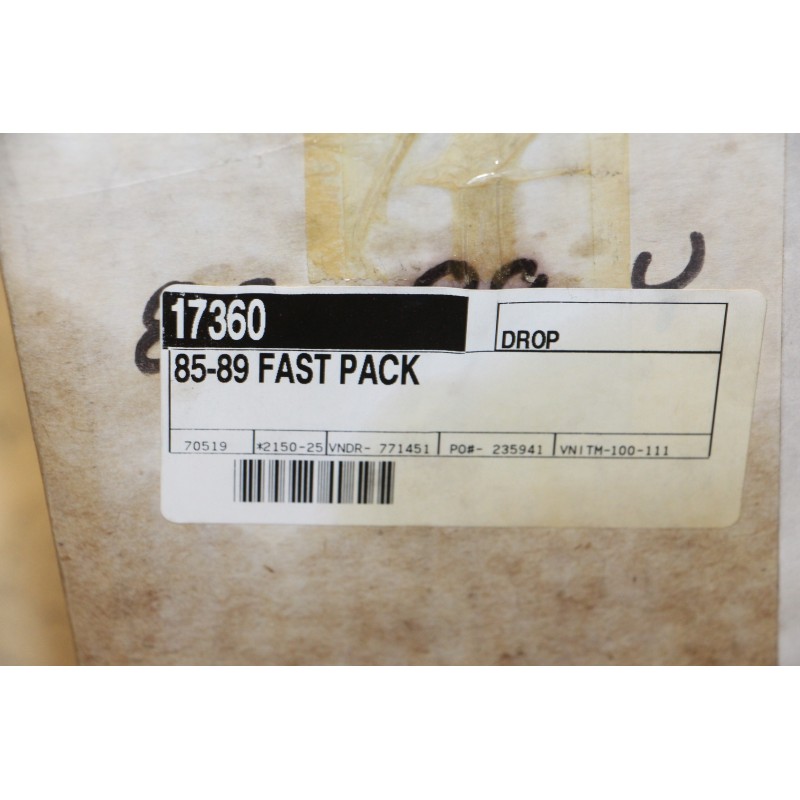 17360
DROP
85-89 FAST PACK
70519 *2150-25 VNDR- 771451 PO#- 235941 VNITM-100-111